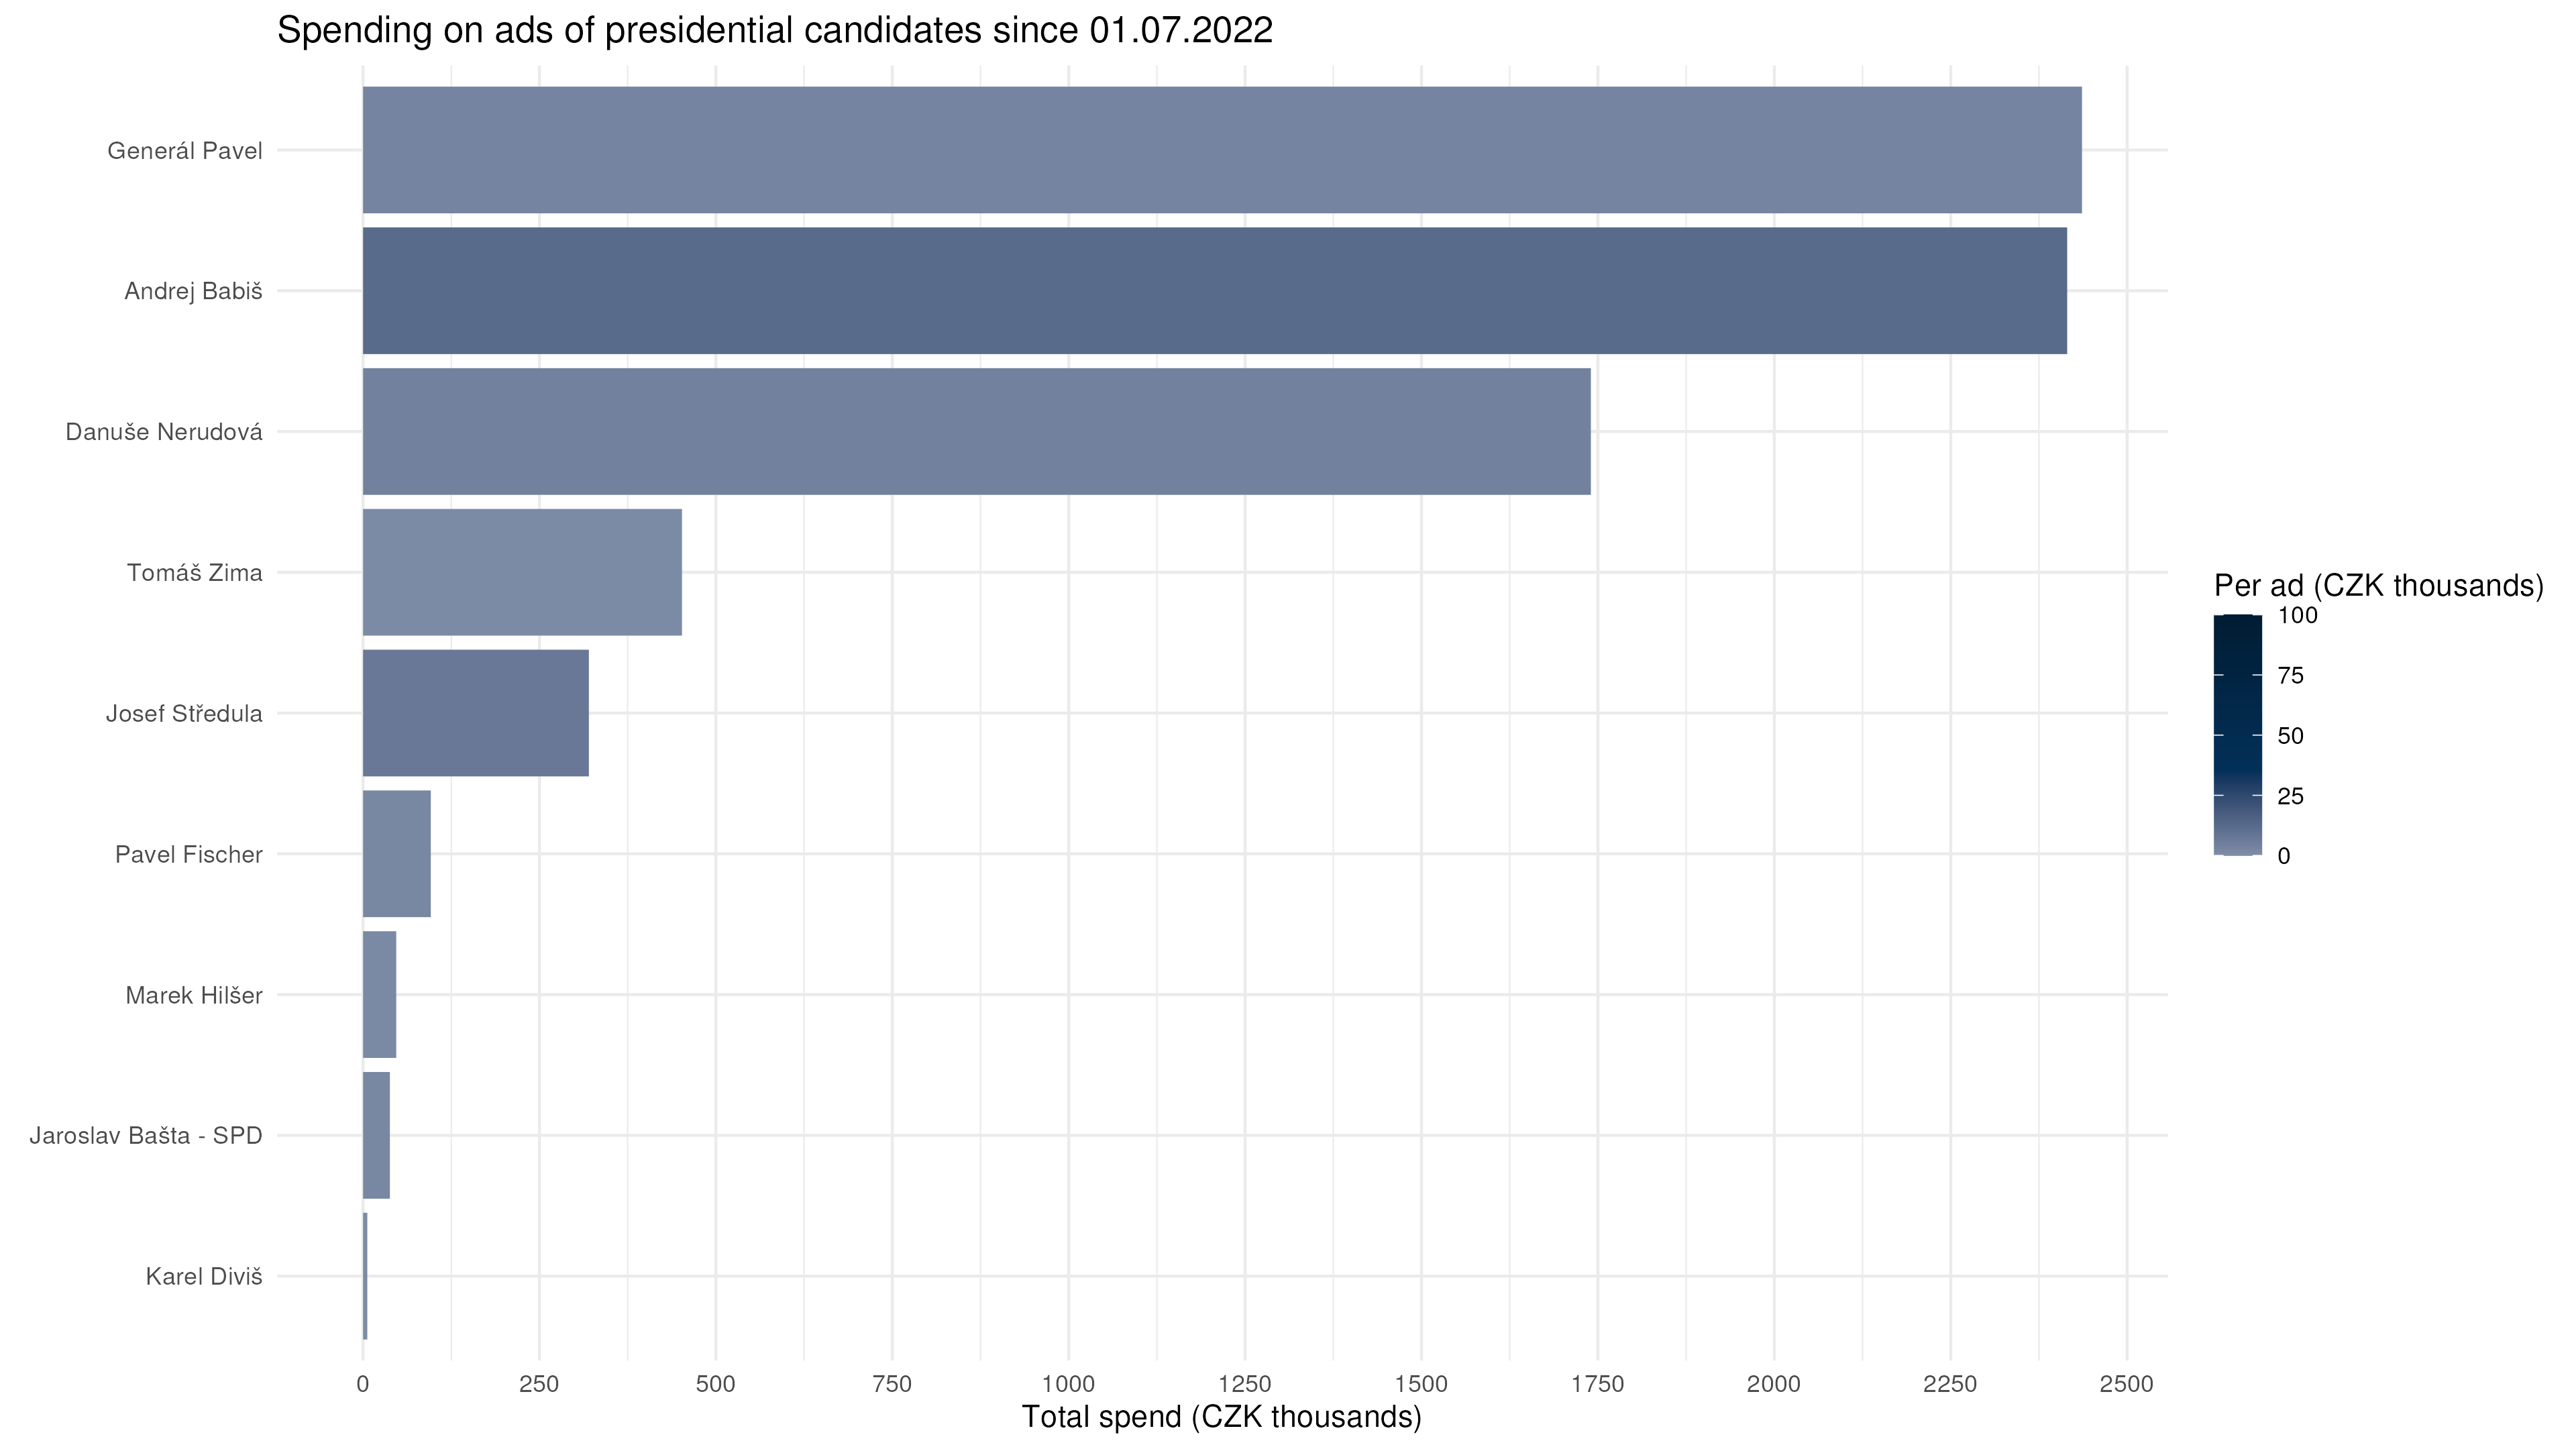 Spending on ads of presidential candidates since 01.07.2022
Generál Pavel
Andrej Babiš
Danuše Nerudová
Tomáš Zima
Josef Středula
Pavel Fischer
Marek Hilšer
Jaroslav Bašta - SPD
Karel Diviš
0 250 500 750 1000 1250 1500 1750 2000 2250 2500
Total spend (CZK thousands)
Per ad (CZK thousands)
100
75
50
25
0